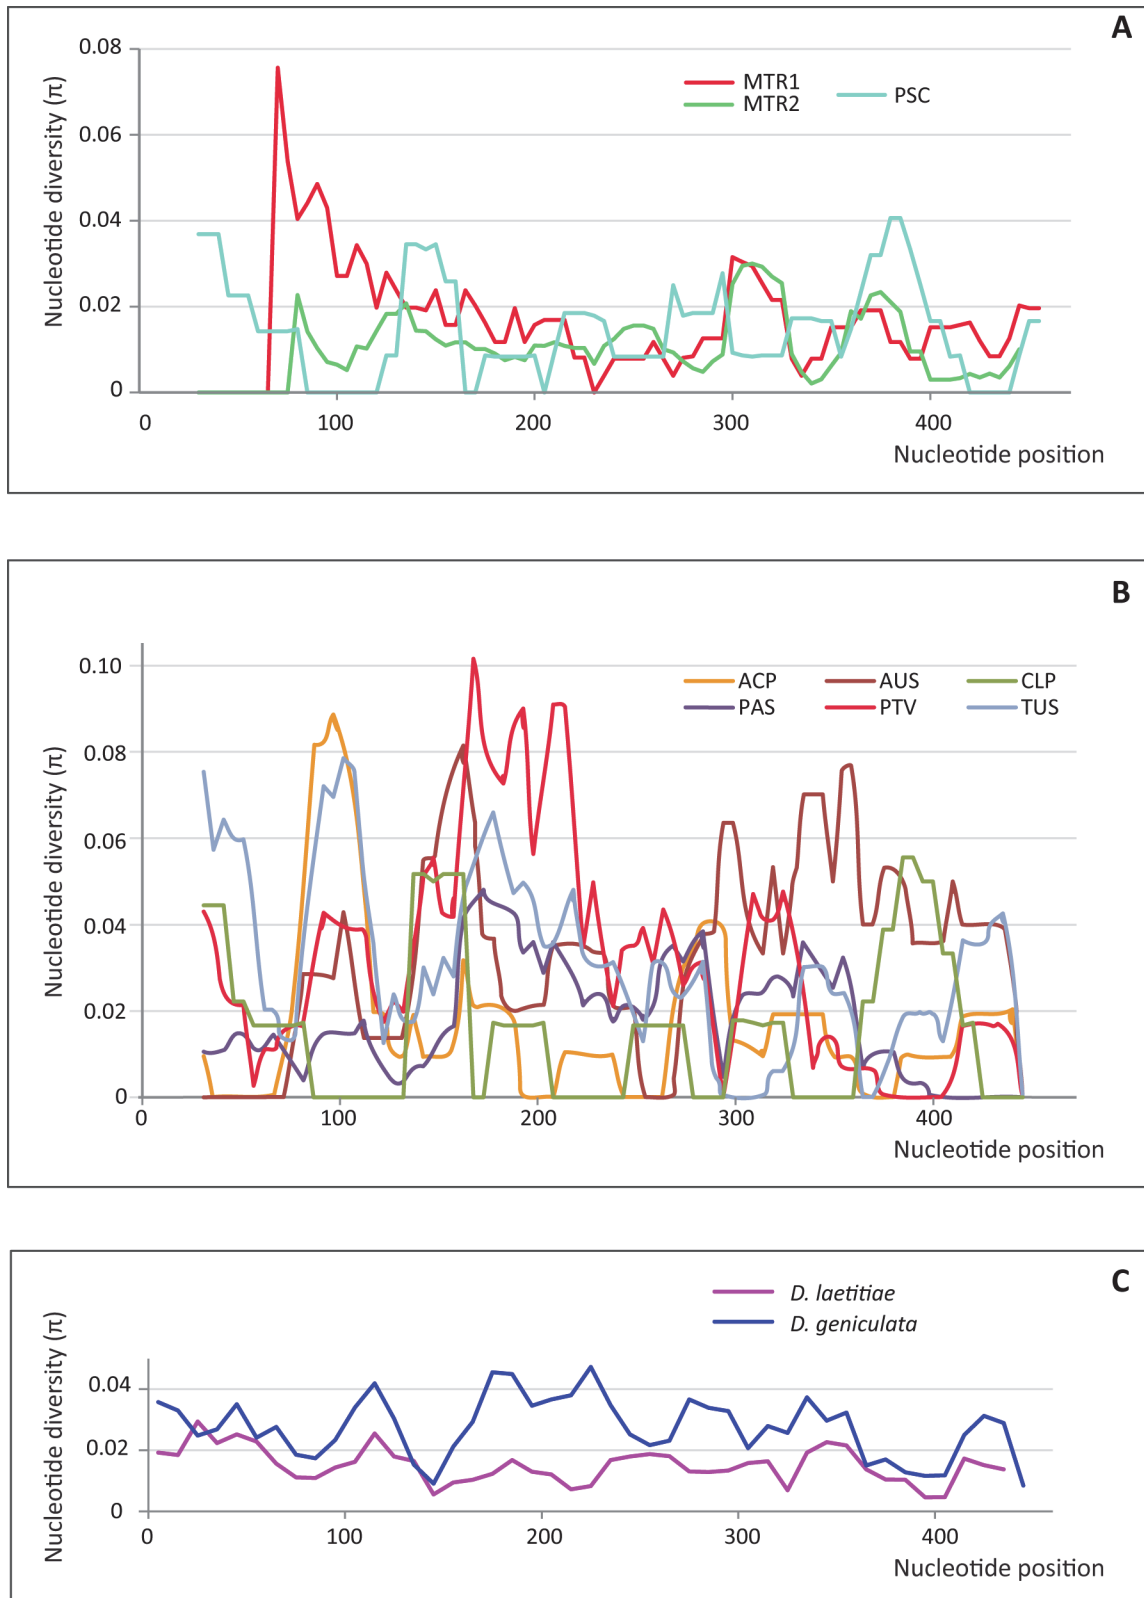 A
0.08
0.06
0.04
0.02
0
Nucleotide diversity (π)
MTR1
MTR2
PSC
0 100 200 300 400
Nucleotide position
B
0.10
0.08
0.06
0.04
0.02
0
Nucleotide diversity (π)
ACP AUS CLP
PAS PTV TUS
0 100 200 300 400
Nucleotide position
C
D. laetitiae
D. geniculata
0.04
0.02
0
Nucleotide diversity (π)
0 100 200 300 400
Nucleotide position